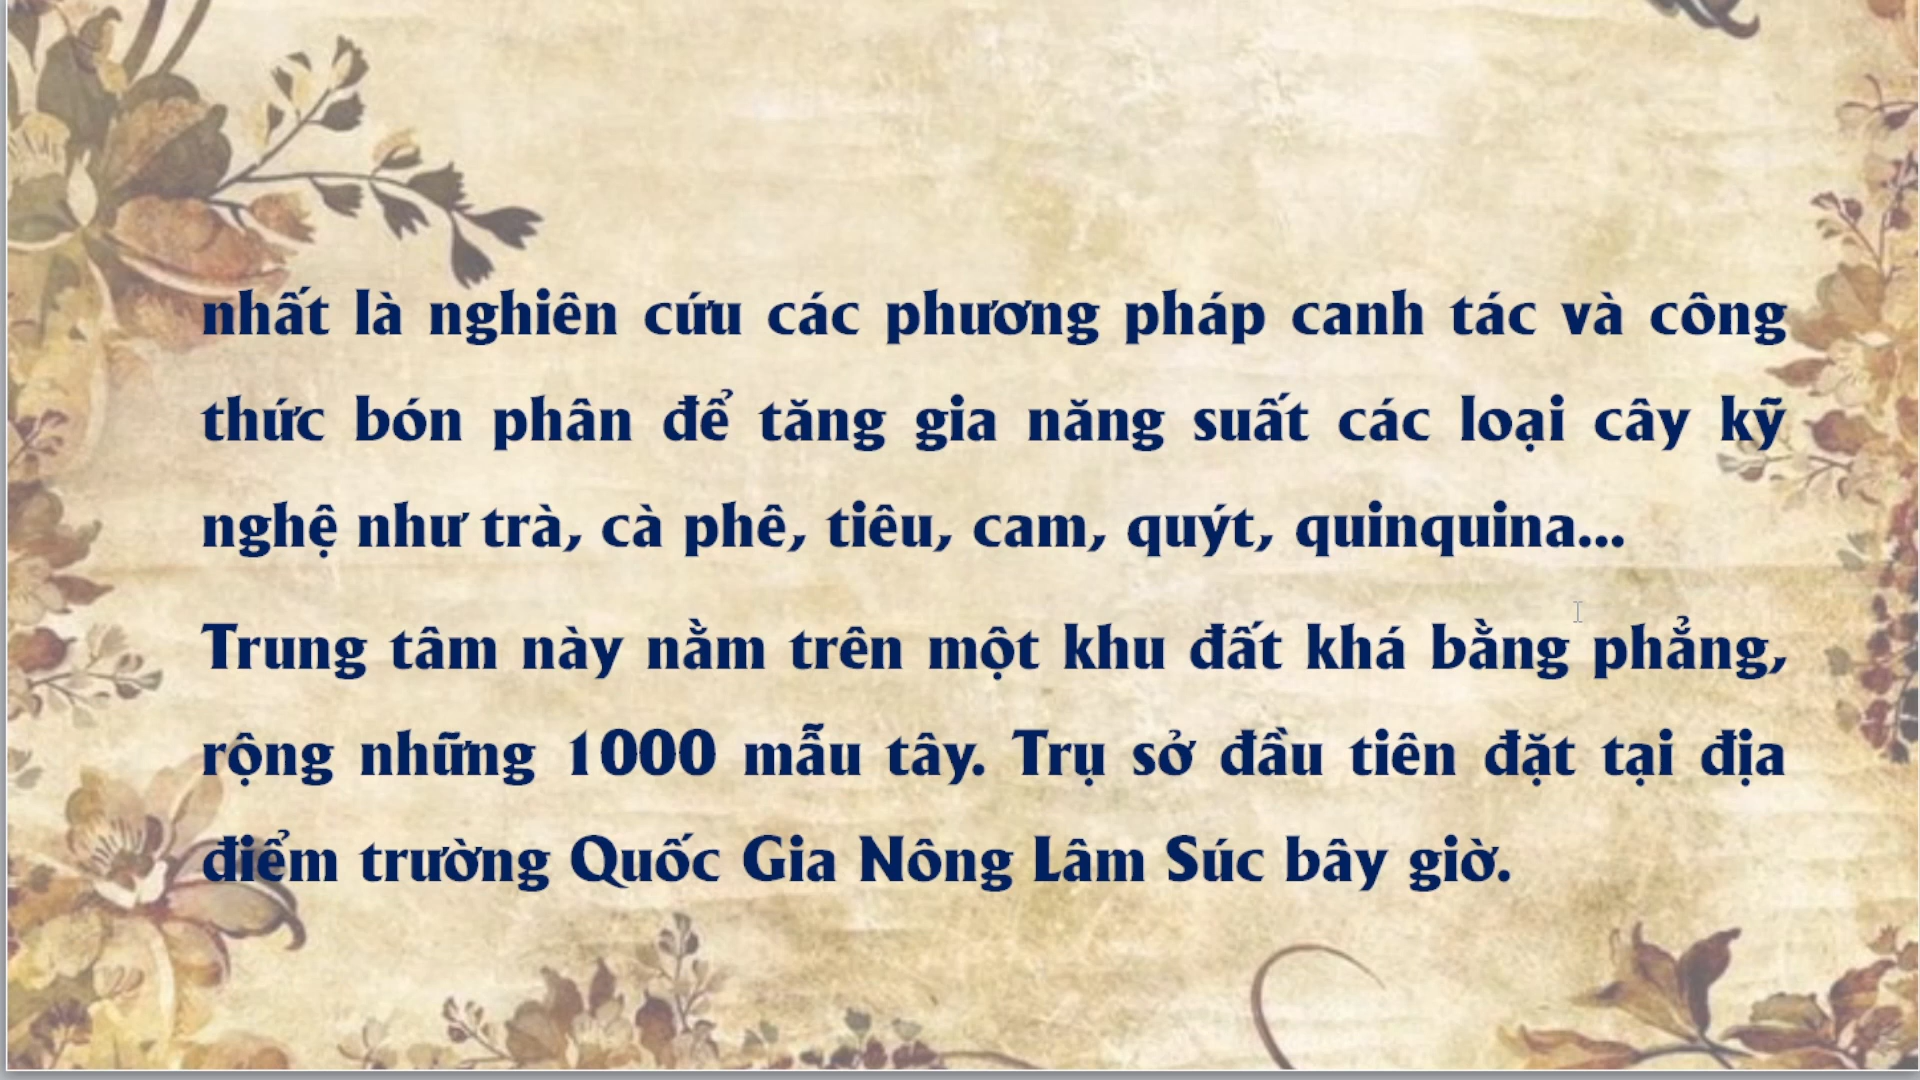 nhất là nghiên cứu các phương pháp canh tác và công
thức bón phân để tăng gia năng suất các loại cây kỹ
nghệ như trà, cà phê, tiêu, cam, quýt, quinquina...
Trung tâm này nằm trên một khu đất khá bằng phẳng,
rộng những 1000 mẫu tây. Trụ sở đầu tiên đặt tại địa
điểm trường Quốc Gia Nông Lâm Súc bây giờ.